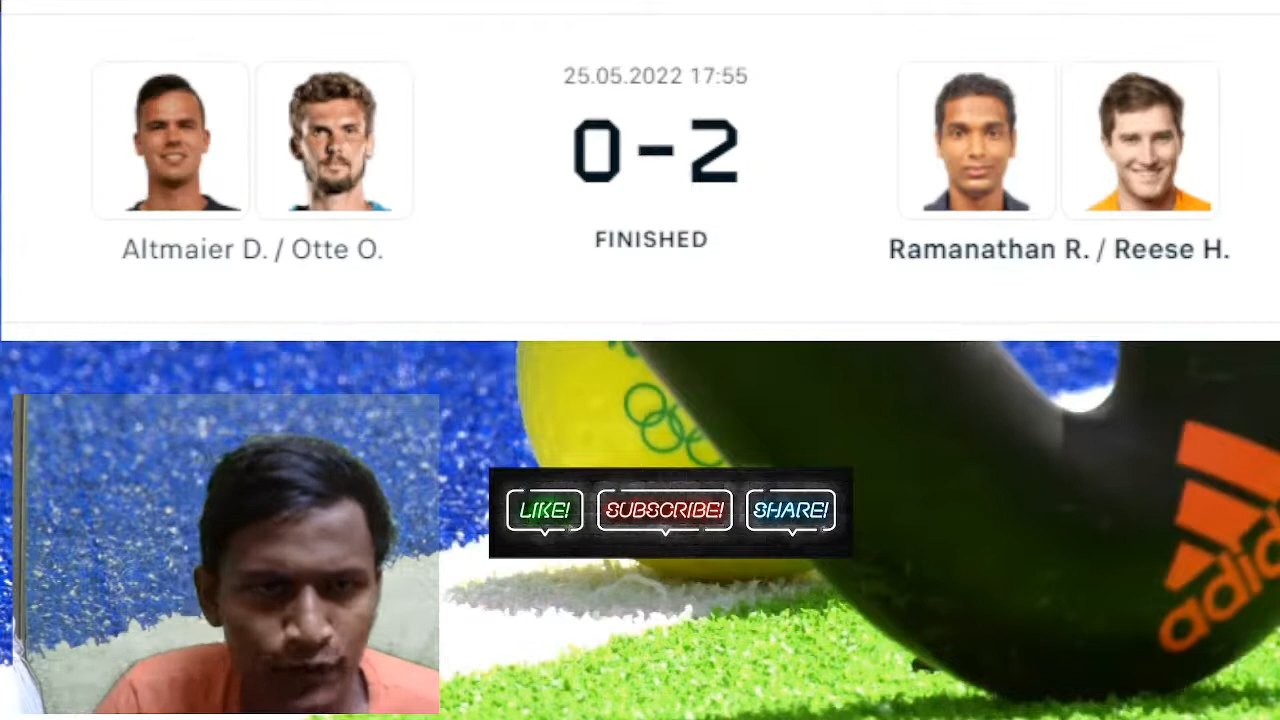 25.05.2022 17:55
0-2
FINISHED
Altmaier D. / Otte O.
Ramanathan R. / Reese H.
LIKE! SUBSCRIBE! SHARE!
adid